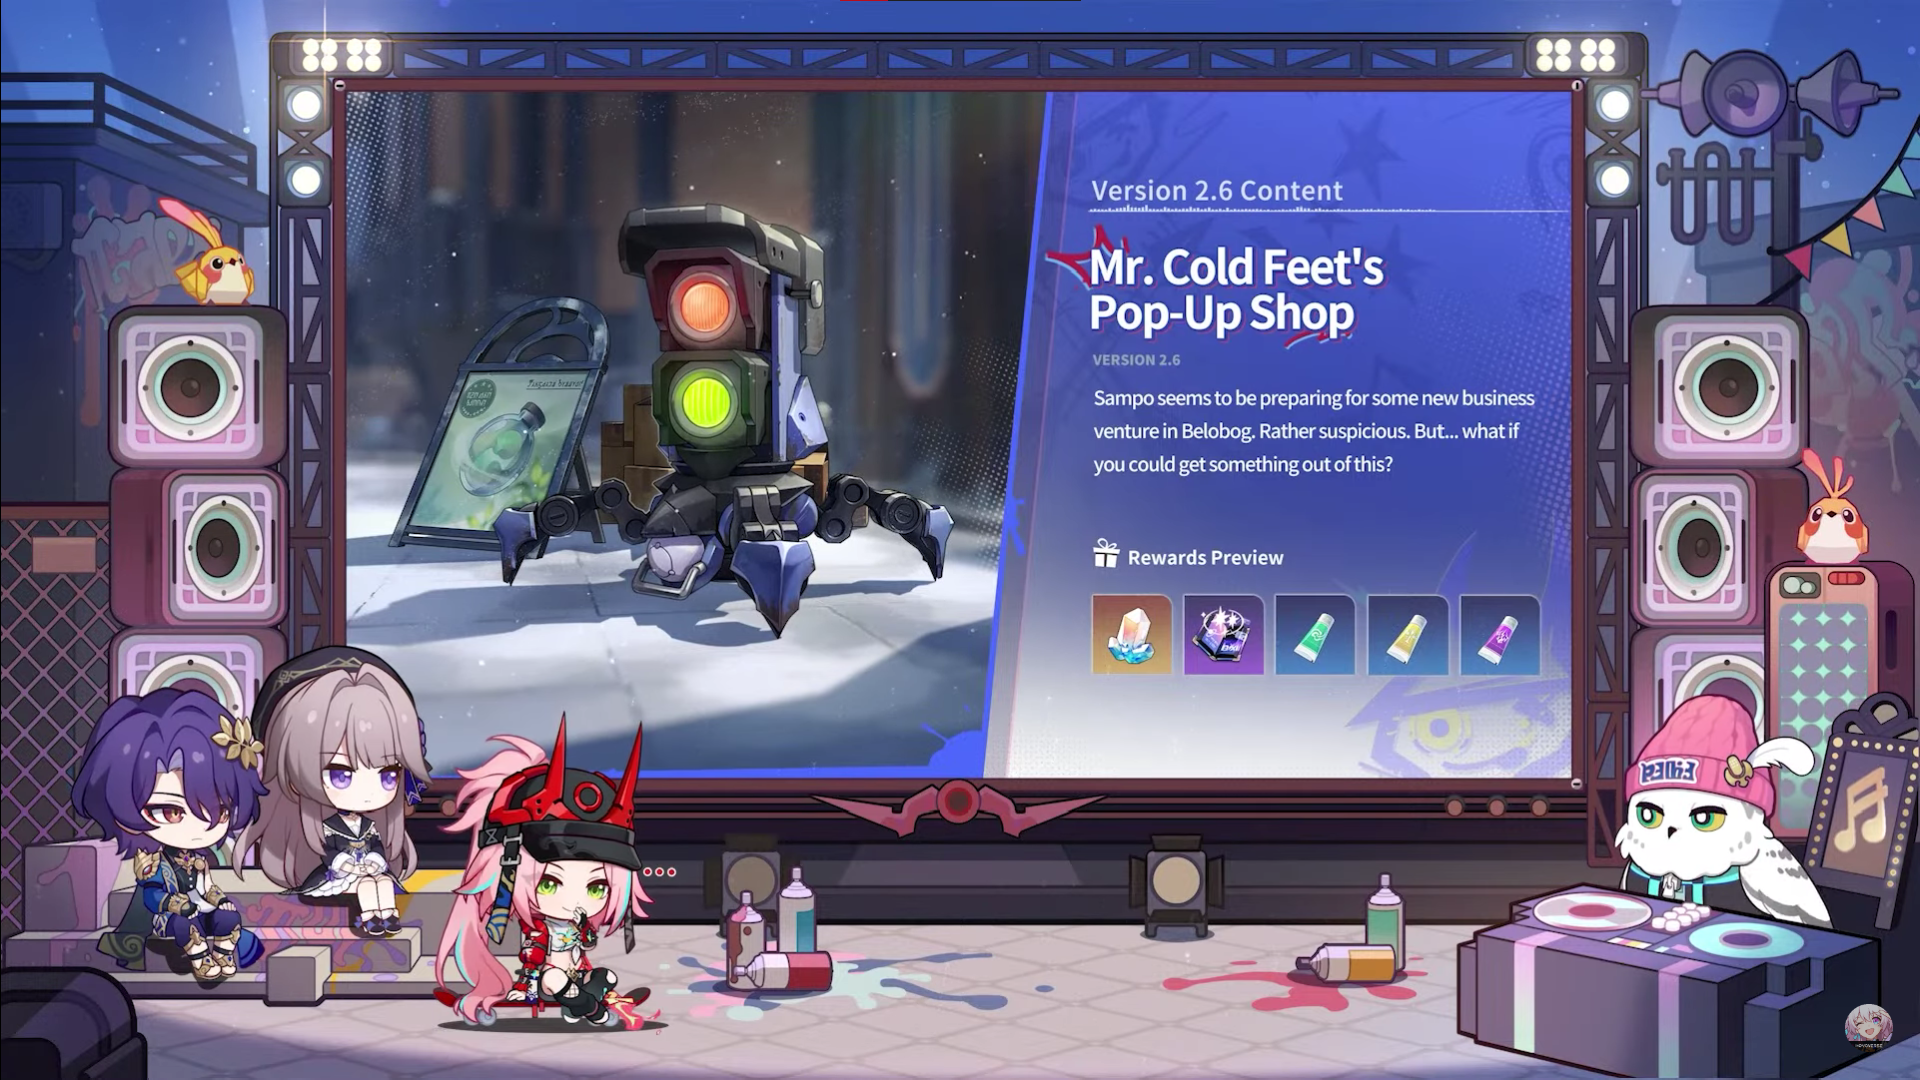 Version 2.6 Content
Mr. Cold Feet's
Pop-Up Shop
VERSION 2.6
Sampo seems to be preparing for some new business
venture in Belobog. Rather suspicious. But... what if
you could get something out of this?
Rewards Preview